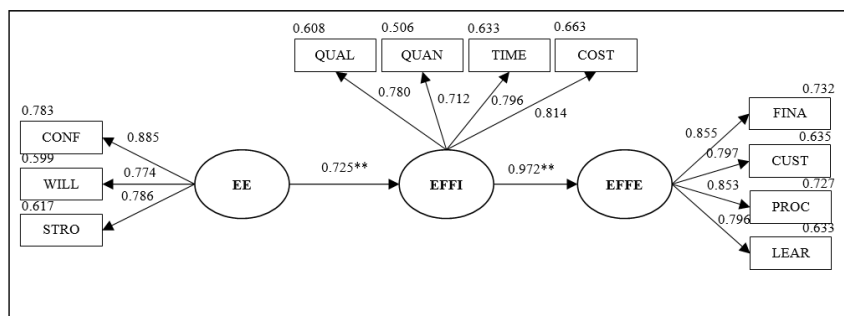 0.608
0.506
0.633
0.663
QUAL
QUAN
TIME
COST
0.780
0.712
0.796
0.814
0.783
CONF
0.885
0.599
WILL
0.774
0.617
STRO
0.786
EE
0.725**
EFFI
0.972**
EFFE
0.732
FINA
0.855
0.635
CUST
0.797
0.727
PROC
0.853
0.633
LEAR
0.796